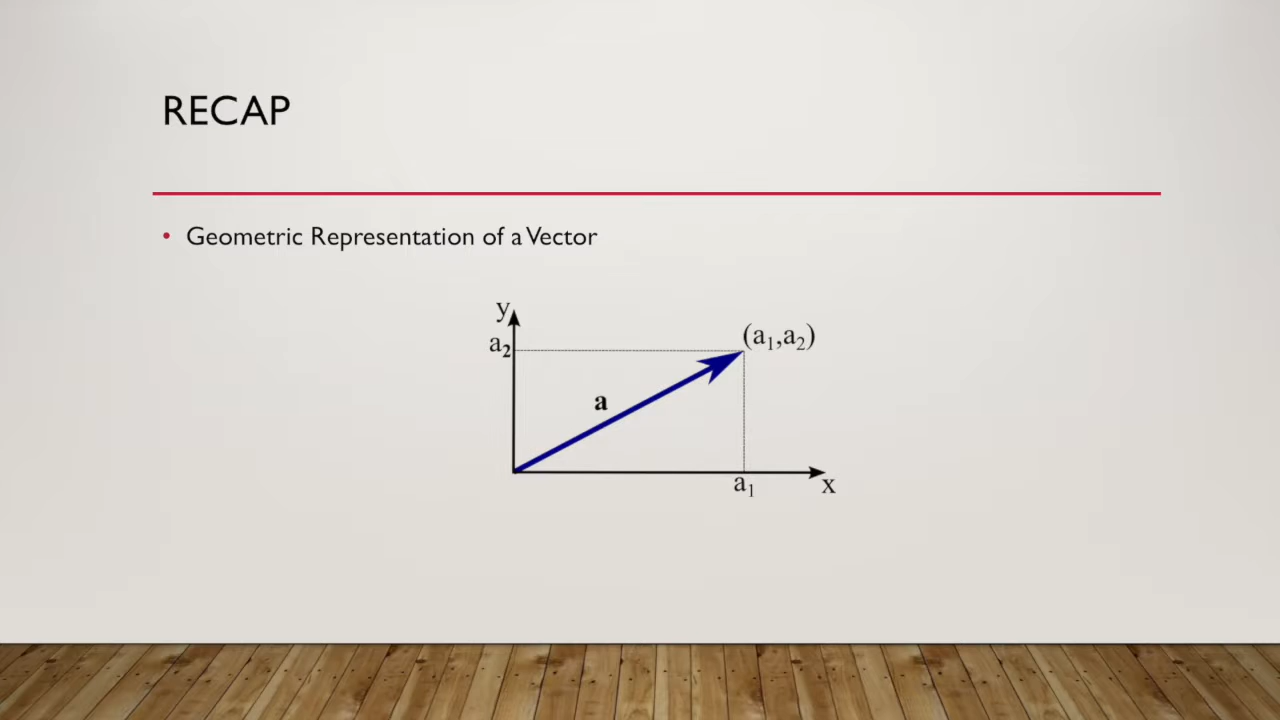 RECAP
• Geometric Representation of a Vector
y
a₂
(a₁,a₂)
a
a₁
x